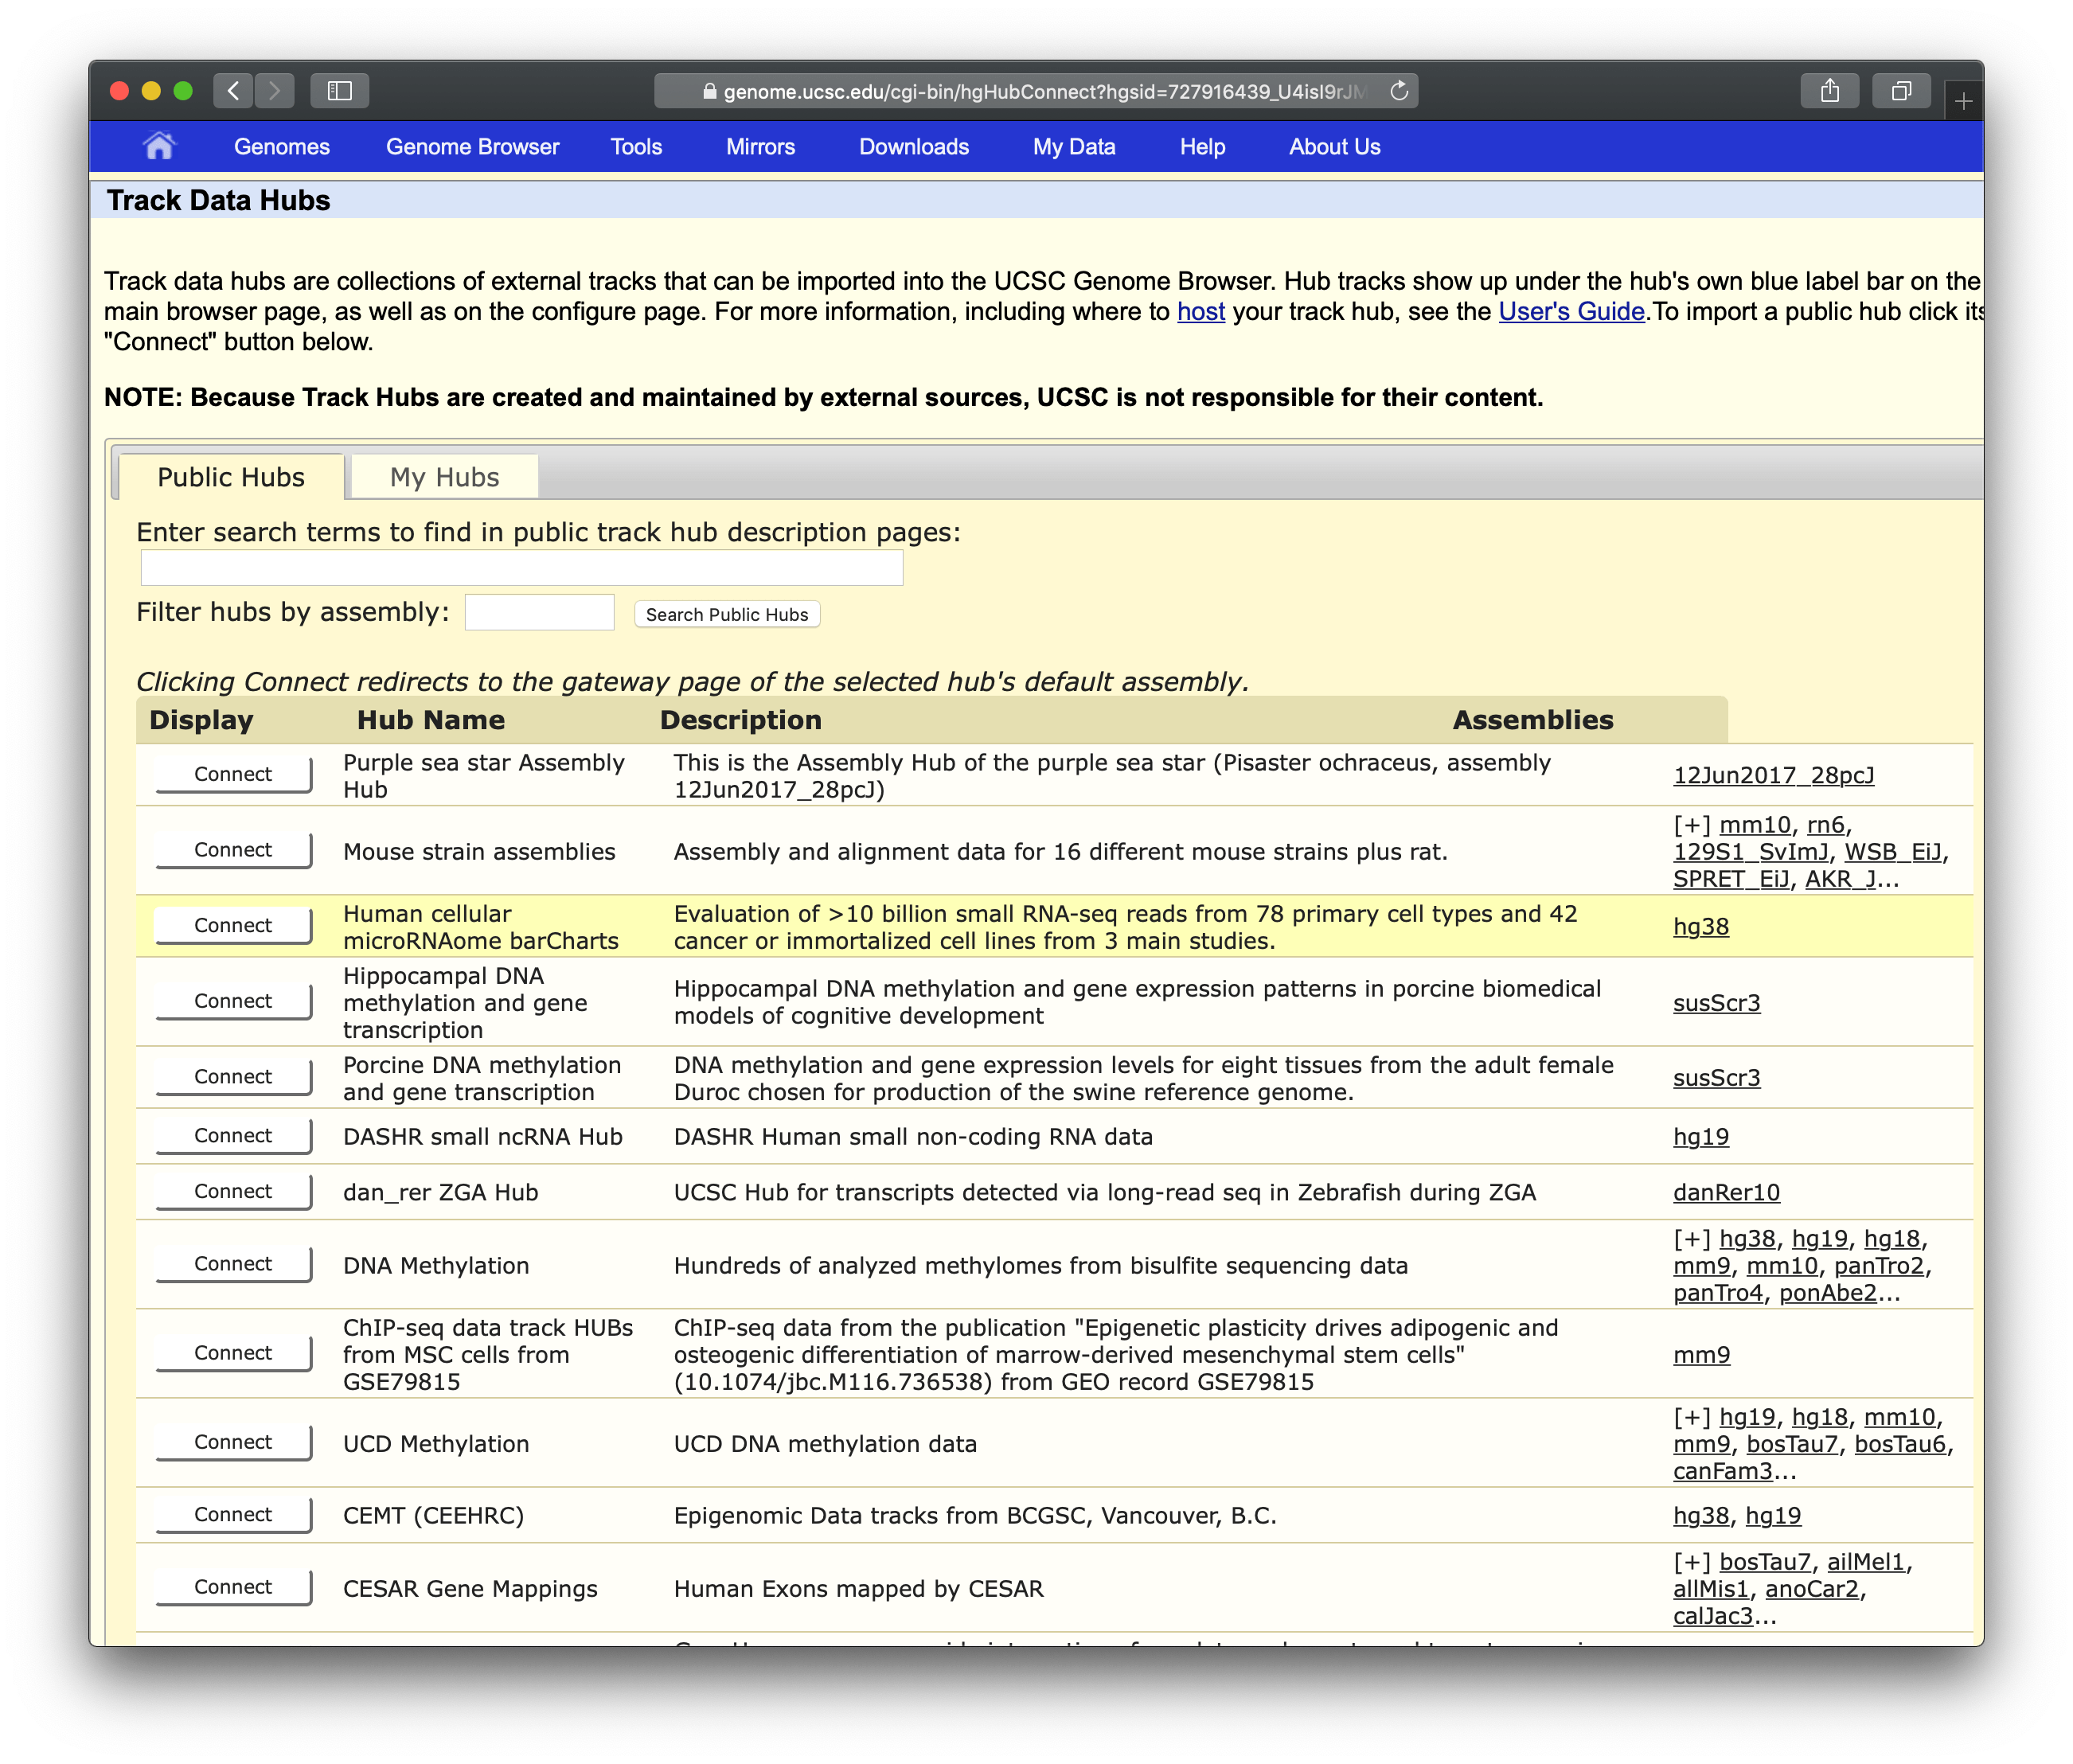 genome.ucsc.edu/cgi-bin/hgHubConnect?hgsid=727916439_U4isI9rJM
Genomes Genome Browser Tools Mirrors Downloads My Data Help About Us
Track Data Hubs
Track data hubs are collections of external tracks that can be imported into the UCSC Genome Browser. Hub tracks show up under the hub's own blue label bar on the
main browser page, as well as on the configure page. For more information, including where to host your track hub, see the User's Guide.To import a public hub click its
"Connect" button below.
NOTE: Because Track Hubs are created and maintained by external sources, UCSC is not responsible for their content.
Public Hubs My Hubs
Enter search terms to find in public track hub description pages:
Filter hubs by assembly: Search Public Hubs
Clicking Connect redirects to the gateway page of the selected hub's default assembly.
Display Hub Name Description Assemblies
Connect
Purple sea star Assembly
Hub
This is the Assembly Hub of the purple sea star (Pisaster ochraceus, assembly
12Jun2017_28pcJ)
12Jun2017_28pcJ
Connect
Mouse strain assemblies
Assembly and alignment data for 16 different mouse strains plus rat.
[+] mm10, rn6,
129S1_SvImJ, WSB_EiJ,
SPRET_EiJ, AKR_J...
Connect
Human cellular
microRNAome barCharts
Evaluation of >10 billion small RNA-seq reads from 78 primary cell types and 42
cancer or immortalized cell lines from 3 main studies.
hg38
Connect
Hippocampal DNA
methylation and gene
transcription
Hippocampal DNA methylation and gene expression patterns in porcine biomedical
models of cognitive development
susScr3
Connect
Porcine DNA methylation
and gene transcription
DNA methylation and gene expression levels for eight tissues from the adult female
Duroc chosen for production of the swine reference genome.
susScr3
Connect
DASHR small ncRNA Hub
DASHR Human small non-coding RNA data
hg19
Connect
dan_rer ZGA Hub
UCSC Hub for transcripts detected via long-read seq in Zebrafish during ZGA
danRer10
Connect
DNA Methylation
Hundreds of analyzed methylomes from bisulfite sequencing data
[+] hg38, hg19, hg18,
mm9, mm10, panTro2,
panTro4, ponAbe2...
Connect
ChIP-seq data track HUBs
from MSC cells from
GSE79815
ChIP-seq data from the publication "Epigenetic plasticity drives adipogenic and
osteogenic differentiation of marrow-derived mesenchymal stem cells"
(10.1074/jbc.M116.736538) from GEO record GSE79815
mm9
Connect
UCD Methylation
UCD DNA methylation data
[+] hg19, hg18, mm10,
mm9, bosTau7, bosTau6,
canFam3...
Connect
CEMT (CEEHRC)
Epigenomic Data tracks from BCGSC, Vancouver, B.C.
hg38, hg19
Connect
CESAR Gene Mappings
Human Exons mapped by CESAR
[+] bosTau7, ailMel1,
allMis1, anoCar2,
calJac3...